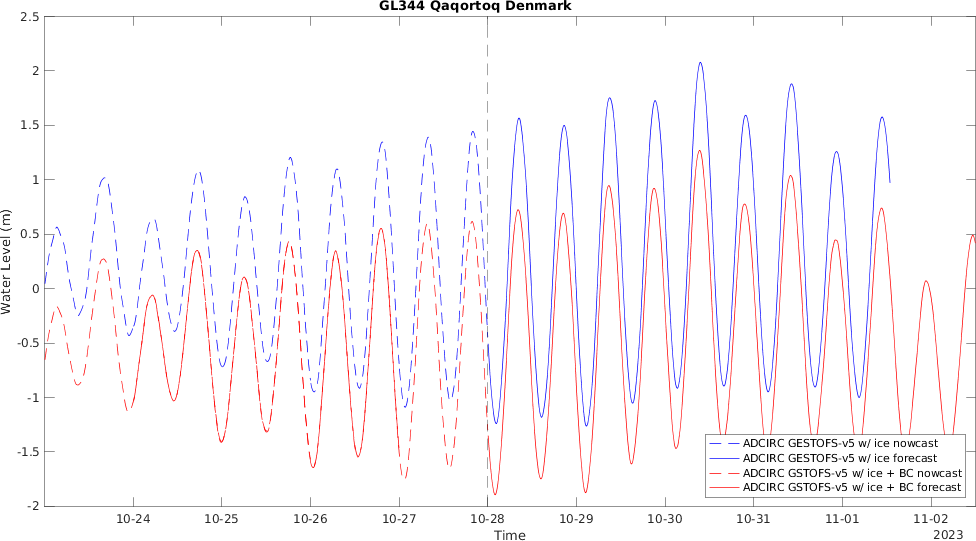 GL344 Qaqortoq Denmark
2.5
2
1.5
1
0.5
0
-0.5
-1
-1.5
-2
Water Level (m)
ADCIRC GESTOFS-v5 w/ ice nowcast
ADCIRC GESTOFS-v5 w/ ice forecast
ADCIRC GSTOFS-v5 w/ ice + BC nowcast
ADCIRC GSTOFS-v5 w/ ice + BC forecast
10-24 10-25 10-26 10-27 10-28 10-29 10-30 10-31 11-01 11-02
Time
2023